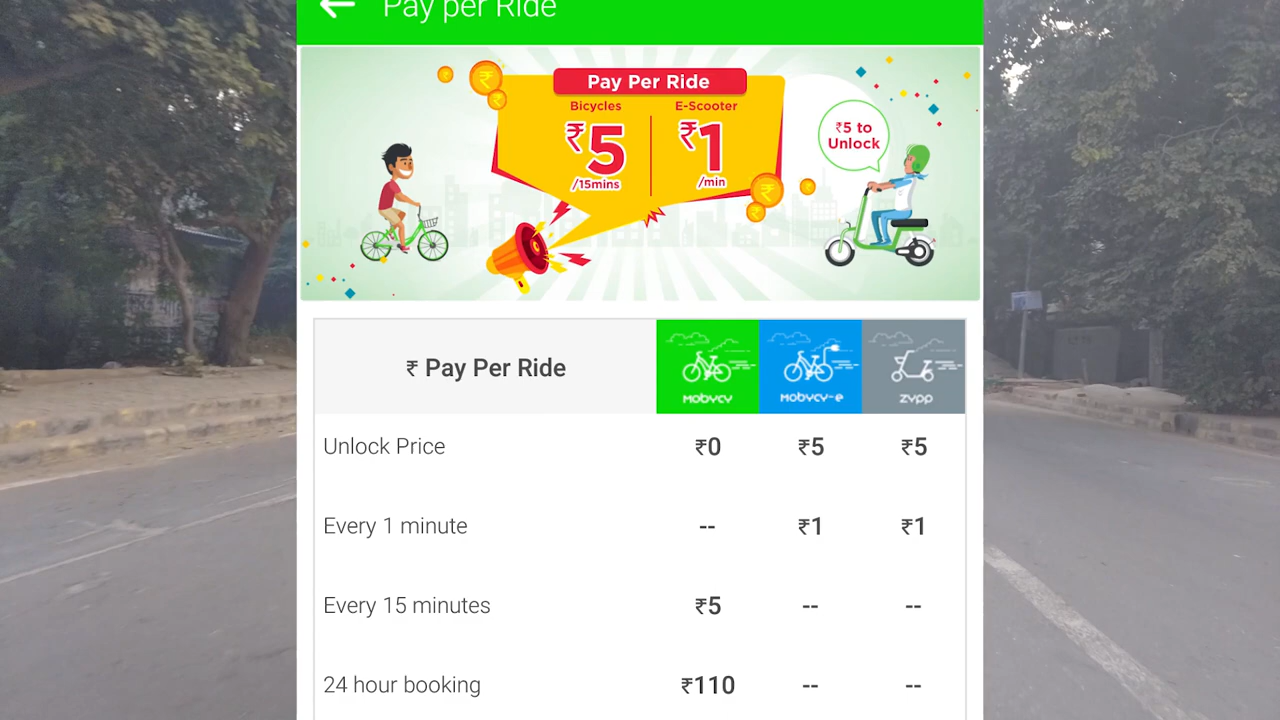 Pay per Ride
Pay Per Ride
Bicycles E-Scooter
₹5 ₹1
/15mins /min
₹5 to
Unlock
₹ Pay Per Ride
MOBYCY MOBYCY-e ZYPP
Unlock Price ₹0 ₹5 ₹5
Every 1 minute -- ₹1 ₹1
Every 15 minutes ₹5 -- --
24 hour booking ₹110 -- --